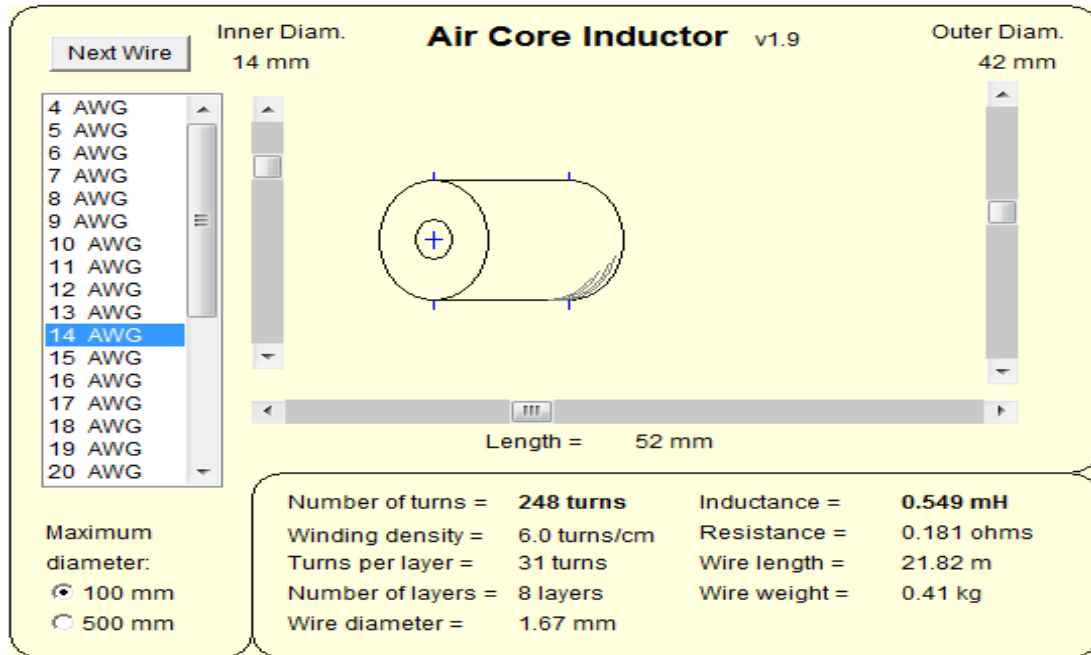 Next Wire
Inner Diam.
14 mm
Air Core Inductor v1.9
Outer Diam.
42 mm
4 AWG
5 AWG
6 AWG
7 AWG
8 AWG
9 AWG
10 AWG
11 AWG
12 AWG
13 AWG
14 AWG
15 AWG
16 AWG
17 AWG
18 AWG
19 AWG
20 AWG
Length = 52 mm
Maximum
diameter:
100 mm
500 mm
Number of turns = 248 turns
Winding density = 6.0 turns/cm
Turns per layer = 31 turns
Number of layers = 8 layers
Wire diameter = 1.67 mm
Inductance = 0.549 mH
Resistance = 0.181 ohms
Wire length = 21.82 m
Wire weight = 0.41 kg